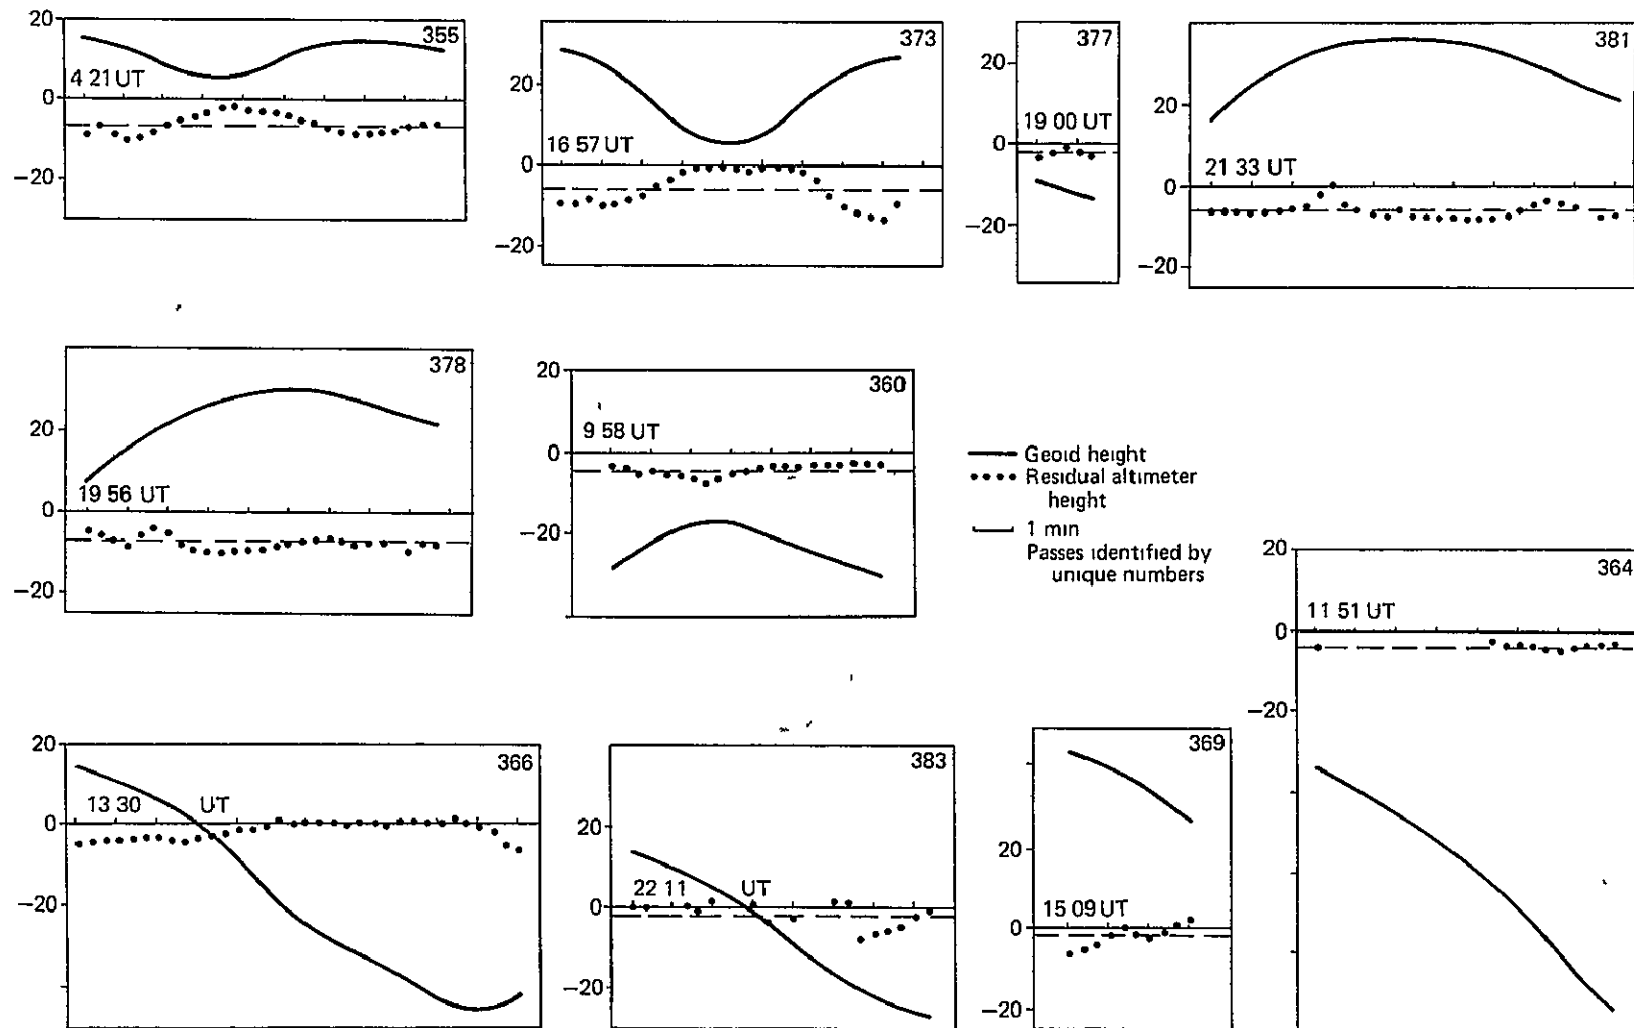 20
355
4 21 UT
0
−20
373
20
16 57 UT
0
−20
377
20
19 00 UT
0
−20
381
20
21 33 UT
0
−20
378
20
19 56 UT
0
−20
20
360
9 58 UT
0
−20
Geoid height
Residual altimeter
height
1 min
Passes identified by
unique numbers
20
364
11 51 UT
0
−20
20
366
13 30 UT
0
−20
383
20
22 11 UT
0
−20
369
20
15 09 UT
0
−20